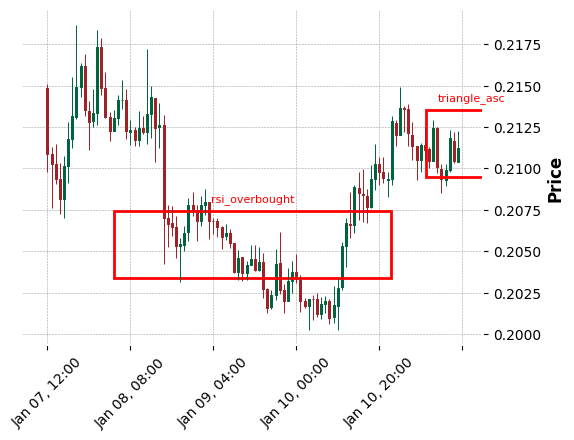 0.2175
0.2150
triangle_asc
0.2125
0.2100
Price
rsi_overbought
0.2075
0.2050
0.2025
0.2000
Jan 07, 12:00
Jan 08, 08:00
Jan 09, 04:00
Jan 10, 00:00
Jan 10, 20:00